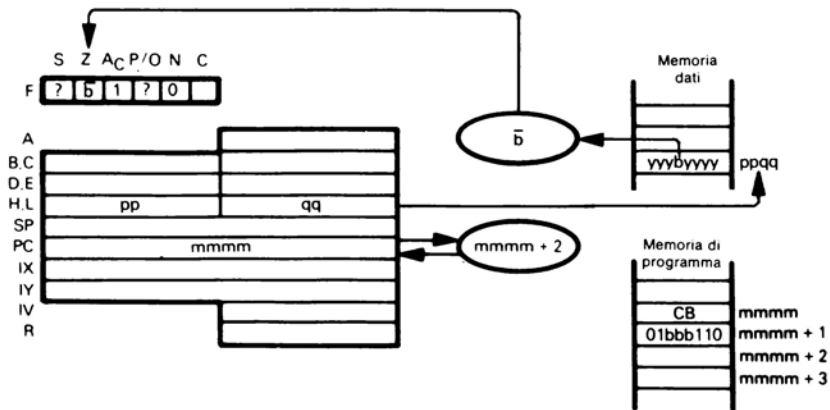 S Z AC P/O N C
F ? b̅ 1 ? 0
A
B.C
D.E
H.L pp qq
SP
PC mmmm
IX
IY
IV
R
b̅
mmmm + 2
Memoria
dati
yyybyyyy ppqq
Memoria di
programma
CB mmmm
01bbb110 mmmm + 1
mmmm + 2
mmmm + 3